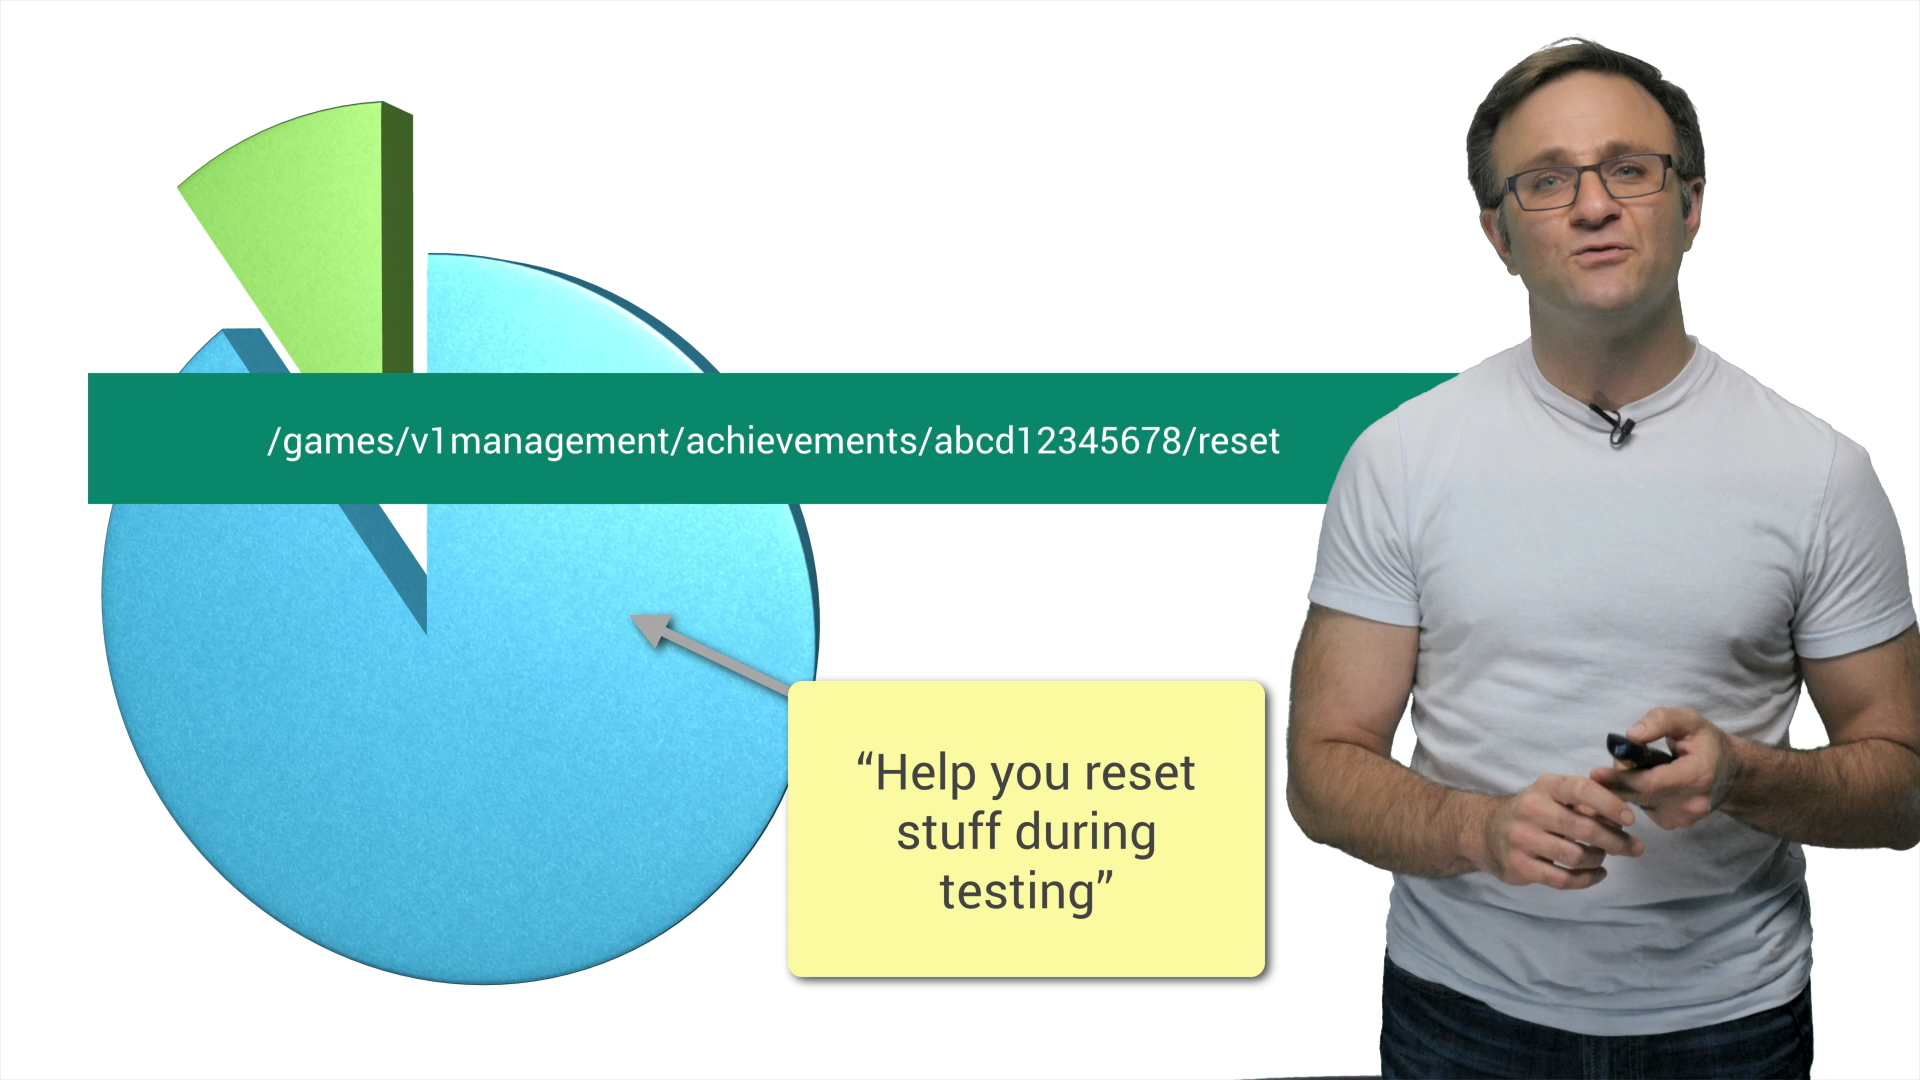 /games/v1management/achievements/abcd12345678/reset
“Help you reset
stuff during
testing”